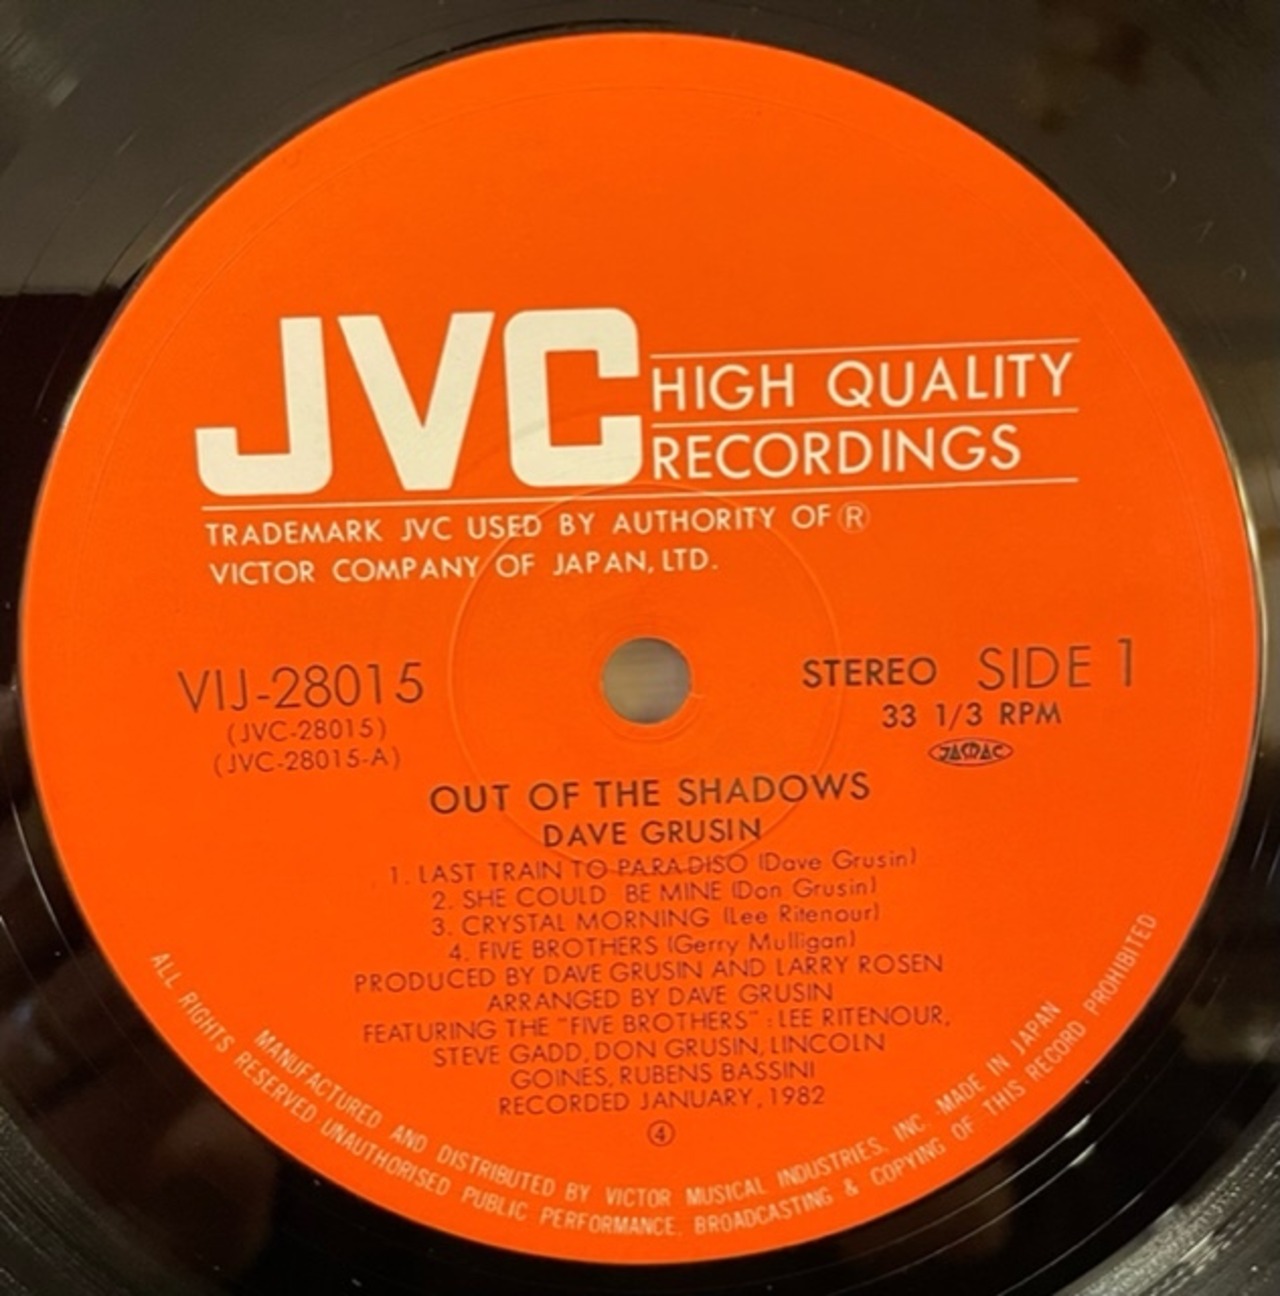 JVC HIGH QUALITY
RECORDINGS
TRADEMARK JVC USED BY AUTHORITY OF ®
VICTOR COMPANY OF JAPAN, LTD.
VIJ-28015
(JVC-28015)
(JVC-28015-A)
STEREO SIDE 1
33 1/3 RPM
JASRAC
OUT OF THE SHADOWS
DAVE GRUSIN
1. LAST TRAIN TO PARADISO (Dave Grusin)
2. SHE COULD BE MINE (Don Grusin)
3. CRYSTAL MORNING (Lee Ritenour)
4. FIVE BROTHERS (Gerry Mulligan)
PRODUCED BY DAVE GRUSIN AND LARRY ROSEN
ARRANGED BY DAVE GRUSIN
FEATURING THE "FIVE BROTHERS" : LEE RITENOUR,
STEVE GADD, DON GRUSIN, LINCOLN
GOINES, RUBENS BASSINI
RECORDED JANUARY, 1982
④
MANUFACTURED AND DISTRIBUTED BY VICTOR MUSICAL INDUSTRIES, INC. MADE IN JAPAN
ALL RIGHTS RESERVED UNAUTHORISED PUBLIC PERFORMANCE, BROADCASTING & COPYING OF THIS RECORD PROHIBITED